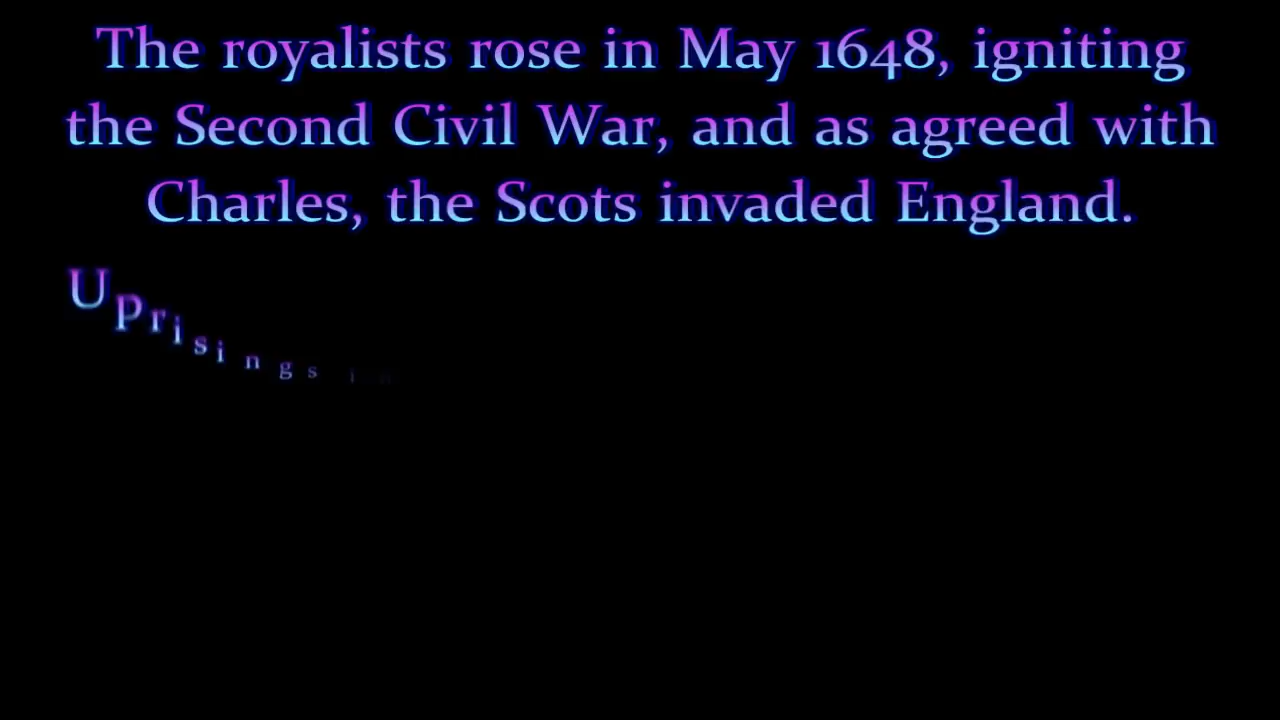 The royalists rose in May 1648, igniting
the Second Civil War, and as agreed with
Charles, the Scots invaded England.
Uprisings in